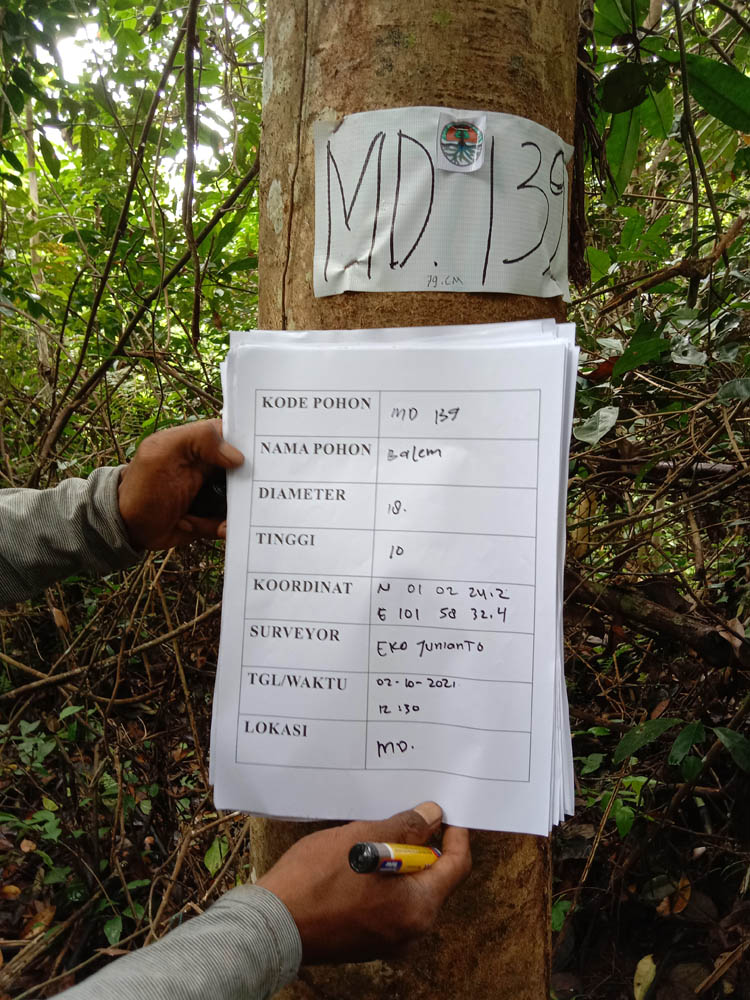 MD. 139
79.CM
KODE POHON MD 139
NAMA POHON Balem
DIAMETER 18.
TINGGI 10
KOORDINAT N 01 02 24.2
E 101 58 32.4
SURVEYOR EKO JUNIANTO
TGL/WAKTU 02-10-2021
12:30
LOKASI MD.